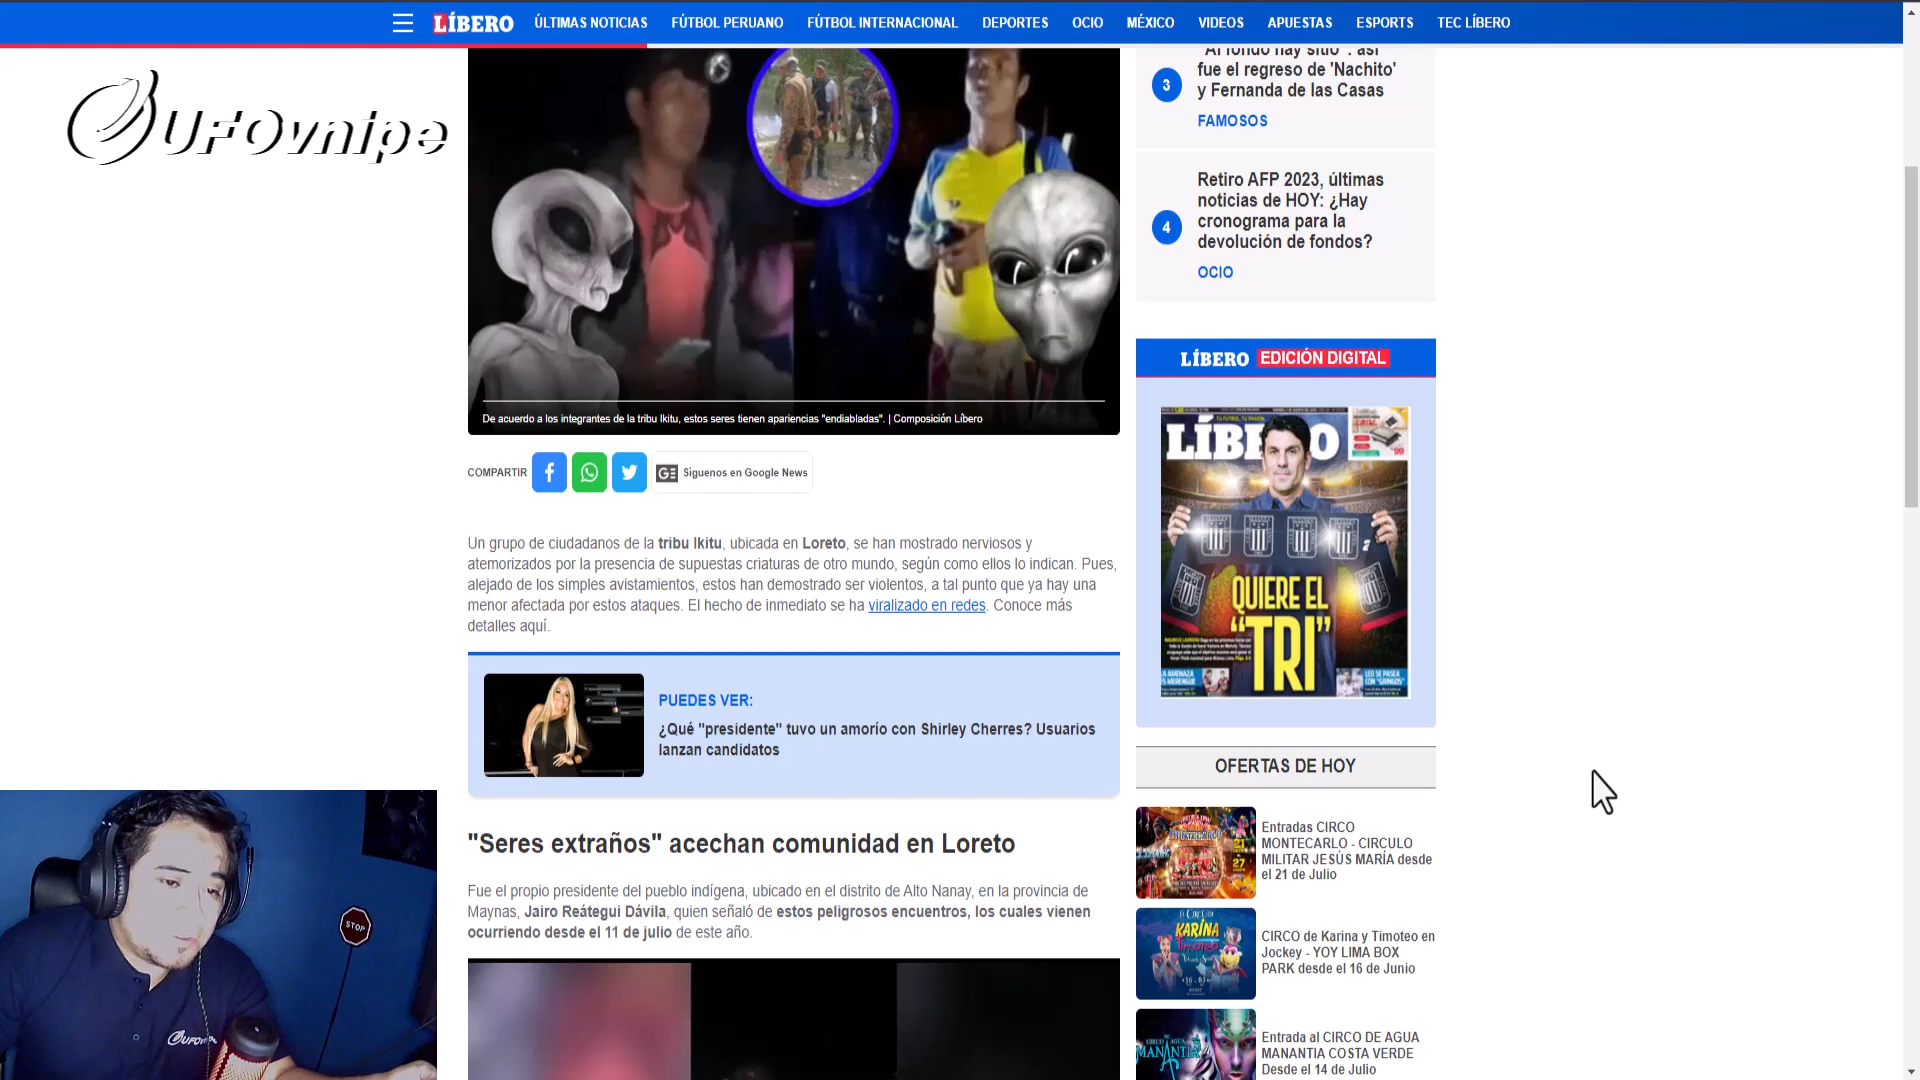 LÍBERO
ÚLTIMAS NOTICIAS
FÚTBOL PERUANO
FÚTBOL INTERNACIONAL
DEPORTES
OCIO
MÉXICO
VIDEOS
APUESTAS
ESPORTS
TEC LÍBERO
UFOvnipe
De acuerdo a los integrantes de la tribu Ikitu, estos seres tienen apariencias "endiabladas". | Composición Líbero
COMPARTIR
Síguenos en Google News
Un grupo de ciudadanos de la tribu Ikitu, ubicada en Loreto, se han mostrado nerviosos y
atemorizados por la presencia de supuestas criaturas de otro mundo, según como ellos lo indican. Pues,
alejado de los simples avistamientos, estos han demostrado ser violentos, a tal punto que ya hay una
menor afectada por estos ataques. El hecho de inmediato se ha viralizado en redes. Conoce más
detalles aquí.
PUEDES VER:
¿Qué "presidente" tuvo un amorío con Shirley Cherres? Usuarios
lanzan candidatos
"Seres extraños" acechan comunidad en Loreto
Fue el propio presidente del pueblo indígena, ubicado en el distrito de Alto Nanay, en la provincia de
Maynas, Jairo Reátegui Dávila, quien señaló de estos peligrosos encuentros, los cuales vienen
ocurriendo desde el 11 de julio de este año.
3
"Al fondo hay sitio": así
fue el regreso de 'Nachito'
y Fernanda de las Casas
FAMOSOS
4
Retiro AFP 2023, últimas
noticias de HOY: ¿Hay
cronograma para la
devolución de fondos?
OCIO
LÍBERO EDICIÓN DIGITAL
LÍBERO
QUIERE EL
"TRI"
OFERTAS DE HOY
Entradas CIRCO
MONTECARLO - CIRCULO
MILITAR JESÚS MARÍA desde
el 21 de Julio
KARINA
Timoteo
CIRCO de Karina y Timoteo en
Jockey - YOY LIMA BOX
PARK desde el 16 de Junio
MANANTIA
Entrada al CIRCO DE AGUA
MANANTIA COSTA VERDE
Desde el 14 de Julio
STOP
UFOvnipe